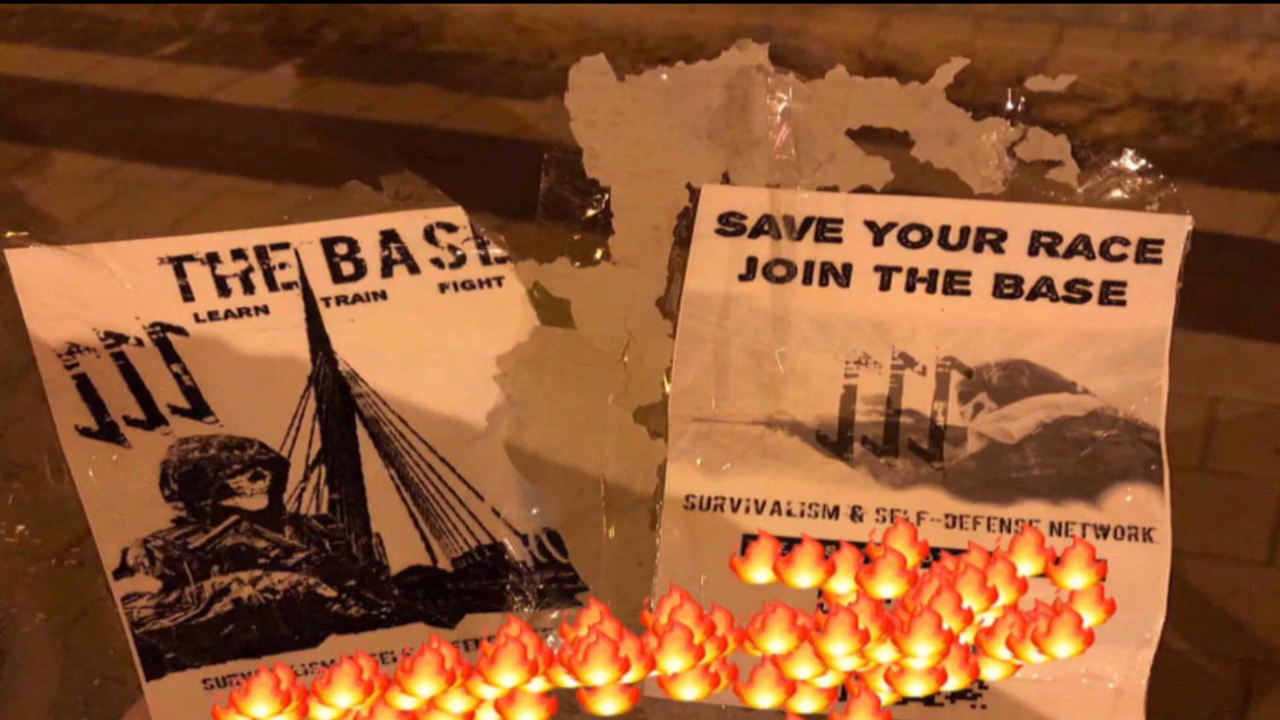 THE BASE
LEARN TRAIN FIGHT
SAVE YOUR RACE
JOIN THE BASE
SURVIVALISM & SELF-DEFENSE NETWORK